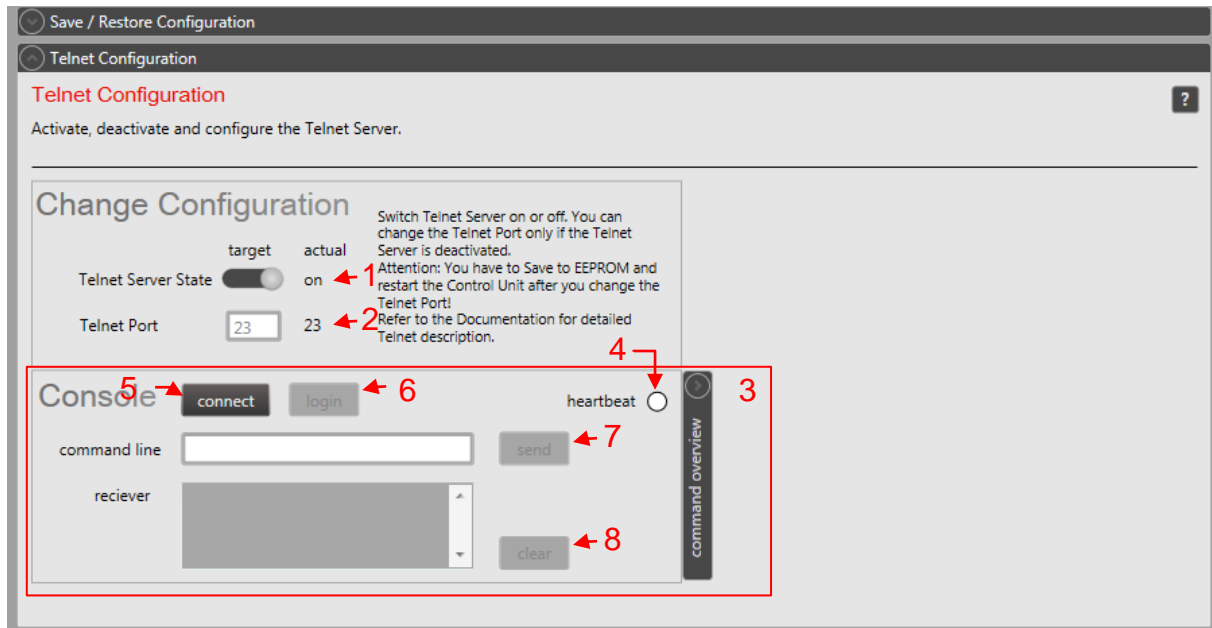 Save / Restore Configuration
Telnet Configuration
Telnet Configuration
?
Activate, deactivate and configure the Telnet Server.
Change Configuration
Switch Telnet Server on or off. You can
change the Telnet Port only if the Telnet
Server is deactivated.
Attention: You have to Save to EEPROM and
restart the Control Unit after you change the
Telnet Port!
Refer to the Documentation for detailed
Telnet description.
target actual
Telnet Server State on 1
Telnet Port 23 23 2
4
3
Console 5 connect login 6 heartbeat
command line send 7
reciever
clear 8
command overview